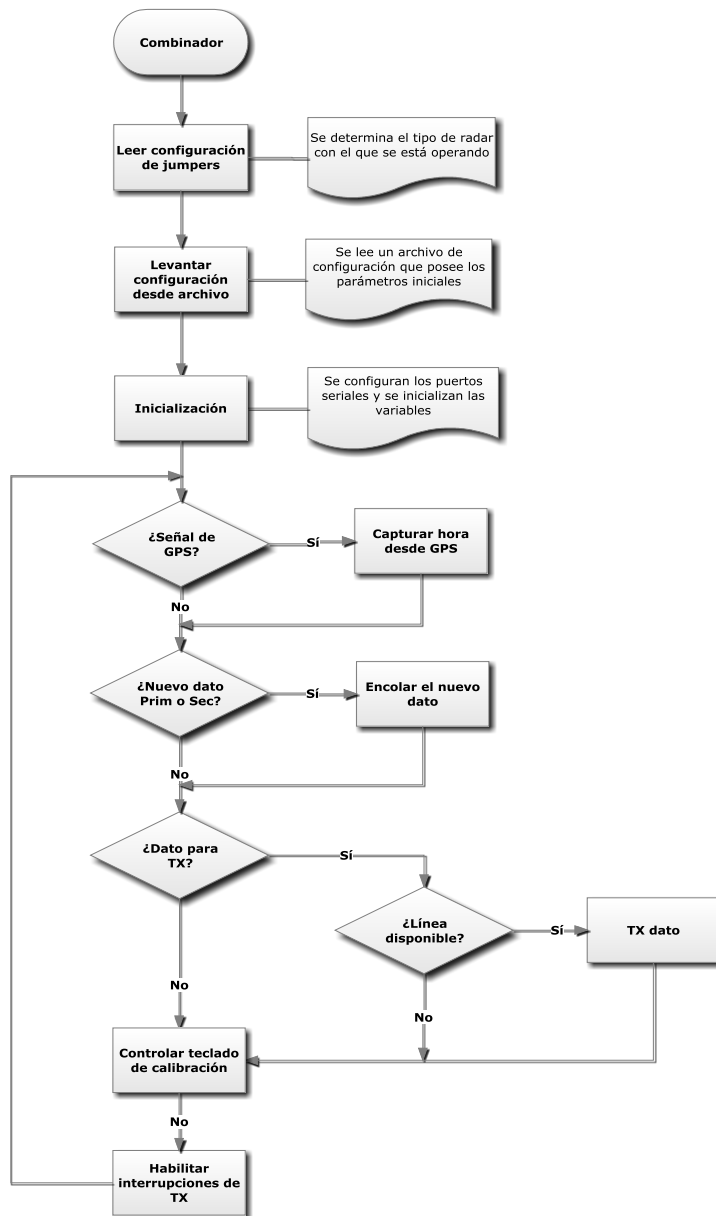 Combinador
Leer configuración
de jumpers
Se determina el tipo de radar
con el que se está operando
Levantar
configuración
desde archivo
Se lee un archivo de
configuración que posee los
parámetros iniciales
Inicialización
Se configuran los puertos
seriales y se inicializan las
variables
¿Señal de
GPS?
Sí
Capturar hora
desde GPS
No
¿Nuevo dato
Prim o Sec?
Sí
Encolar el nuevo
dato
No
¿Dato para
TX?
Sí
¿Línea
disponible?
Sí
TX dato
No
No
Controlar teclado
de calibración
No
Habilitar
interrupciones de
TX